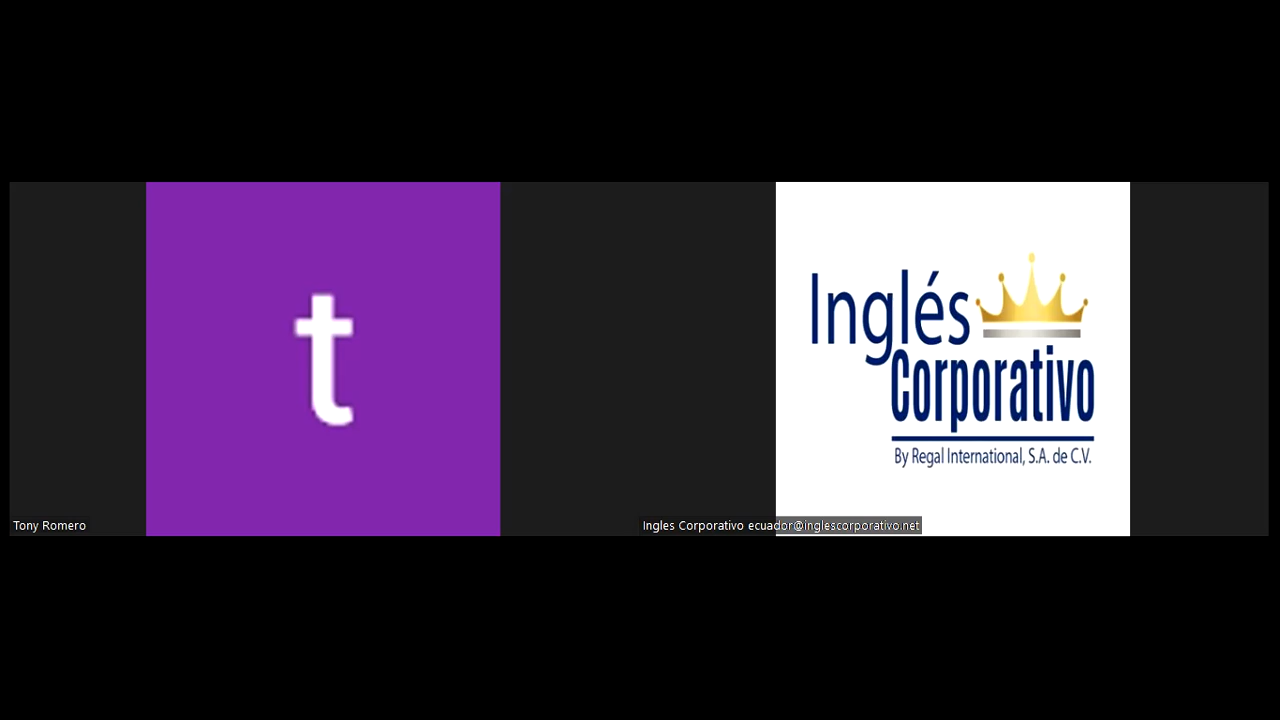 t
Tony Romero
Inglés
Corporativo
By Regal International, S.A. de C.V.
Ingles Corporativo ecuador@inglescorporativo.net